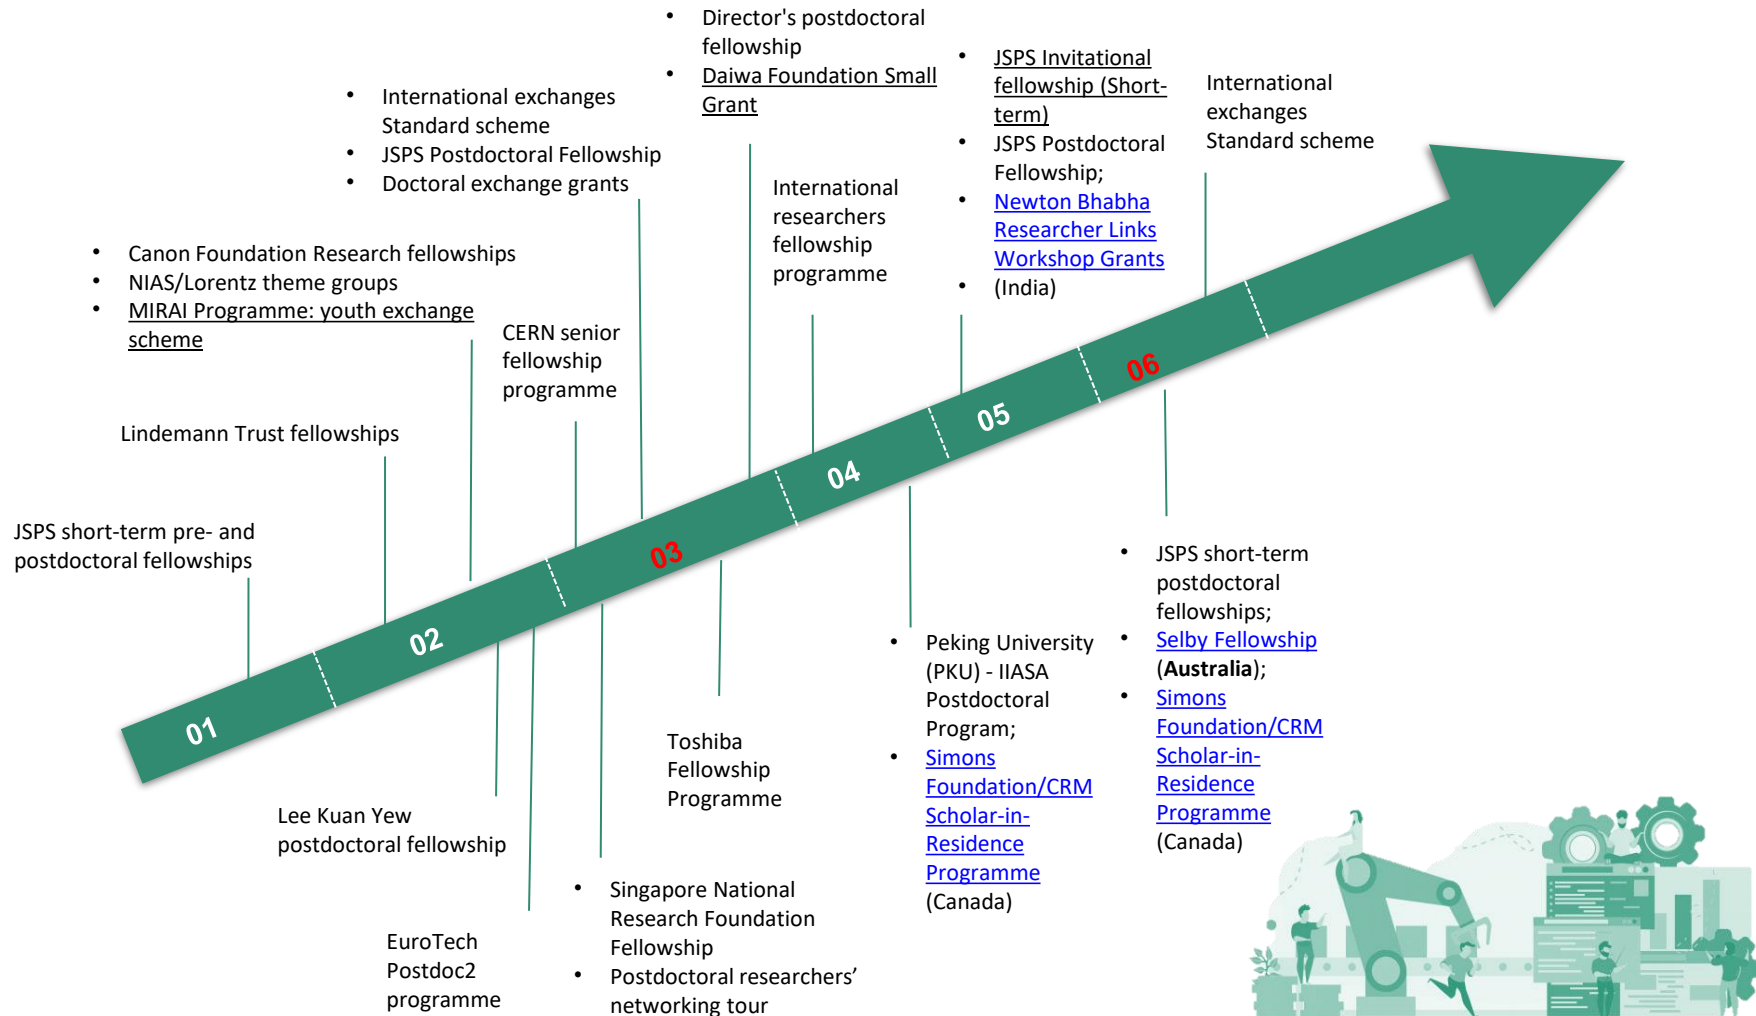 • Director's postdoctoral
fellowship
• Daiwa Foundation Small
Grant
• JSPS Invitational
fellowship (Short-
term)
• JSPS Postdoctoral
Fellowship;
• Newton Bhabha
Researcher Links
Workshop Grants
• (India)
International
exchanges
Standard scheme
• International exchanges
Standard scheme
• JSPS Postdoctoral Fellowship
• Doctoral exchange grants
International
researchers
fellowship
programme
• Canon Foundation Research fellowships
• NIAS/Lorentz theme groups
• MIRAI Programme: youth exchange
scheme
CERN senior
fellowship
programme
Lindemann Trust fellowships
JSPS short-term pre- and
postdoctoral fellowships
01
02
03
04
05
06
Lee Kuan Yew
postdoctoral fellowship
EuroTech
Postdoc2
programme
• Singapore National
Research Foundation
Fellowship
• Postdoctoral researchers’
networking tour
Toshiba
Fellowship
Programme
• Peking University
(PKU) - IIASA
Postdoctoral
Program;
• Simons
Foundation/CRM
Scholar-in-
Residence
Programme
(Canada)
• JSPS short-term
postdoctoral
fellowships;
• Selby Fellowship
(Australia);
• Simons
Foundation/CRM
Scholar-in-
Residence
Programme
(Canada)